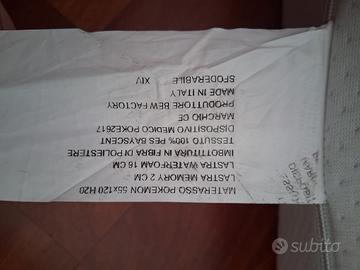 MATERASSO POKEMON 55x120 H20
LASTRA MEMORY 2 CM
LASTRA WATERFOAM 16 CM
IMBOTTITURA IN FIBRA DI POLIESTERE
TESSUTO 100% PES BAYSCENT
DISPOSITIVO MEDICO POKE2617
MARCHIO CE
PRODUTTORE BEW FACTORY
MADE IN ITALY
SFODERABILE XIV
subito